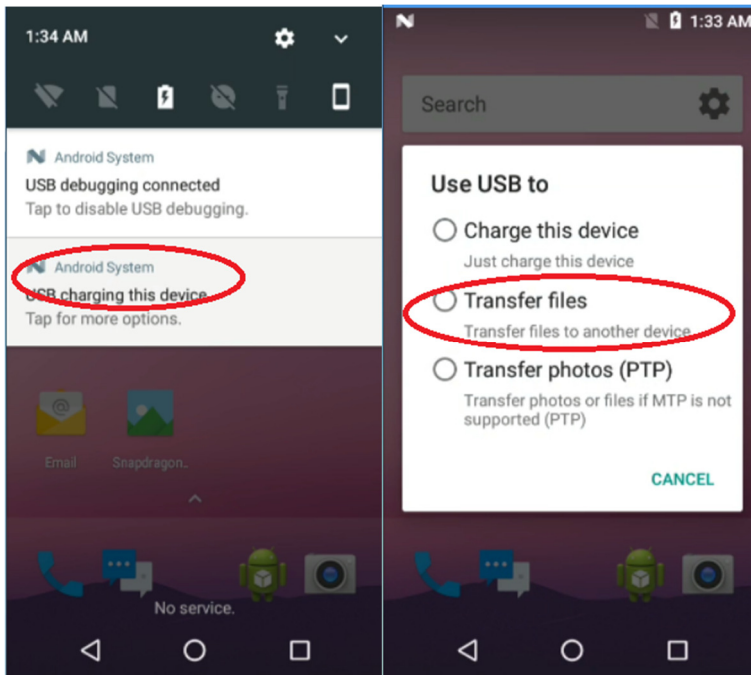 1:34 AM
Android System
USB debugging connected
Tap to disable USB debugging.
Android System
USB charging this device
Tap for more options.
Email
Snapdragon..
No service.
1:33 AM
Search
Use USB to
Charge this device
Just charge this device
Transfer files
Transfer files to another device
Transfer photos (PTP)
Transfer photos or files if MTP is not
supported (PTP)
CANCEL